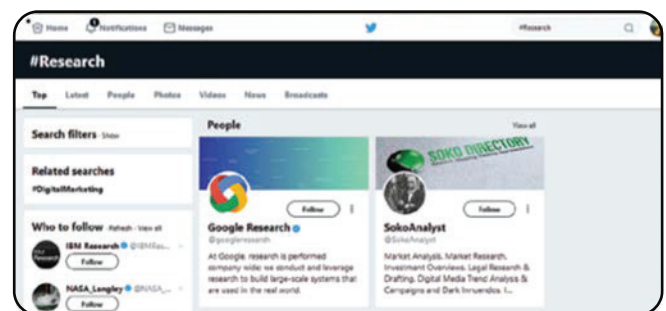 Home 1 Notifications Messages #Research
#Research
Top Latest People Photos Videos News Broadcasts
Search filters · Show
Related searches
#DigitalMarketing
Who to follow · Refresh · View all
IBM Research @IBMRes...
Follow
NASA_Langley @NASA_...
Follow
People View all
Follow
Google Research
@googleresearch
At Google, research is performed
company wide: we conduct and leverage
research to build large-scale systems that
are used in the real world.
SOKO DIRECTORY
Follow
SokoAnalyst
@SokoAnalyst
Market Analysis, Market Research,
Investment Overviews, Legal Research &
Drafting, Digital Media Trend Analysis &
Campaigns and Dark Innuendos. I...